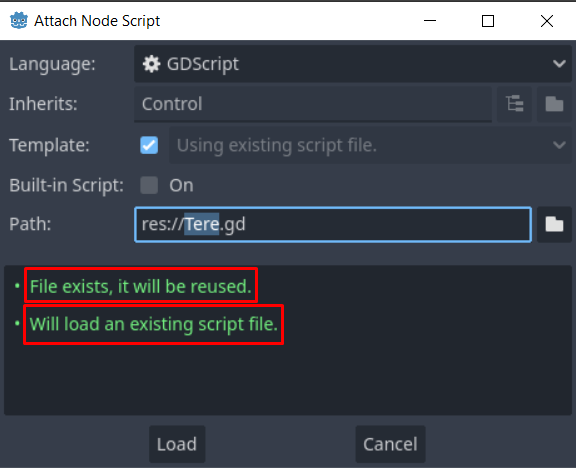 Attach Node Script
Language: GDScript
Inherits: Control
Template: Using existing script file.
Built-in Script: On
Path: res://Tere.gd
• File exists, it will be reused.
• Will load an existing script file.
Load Cancel